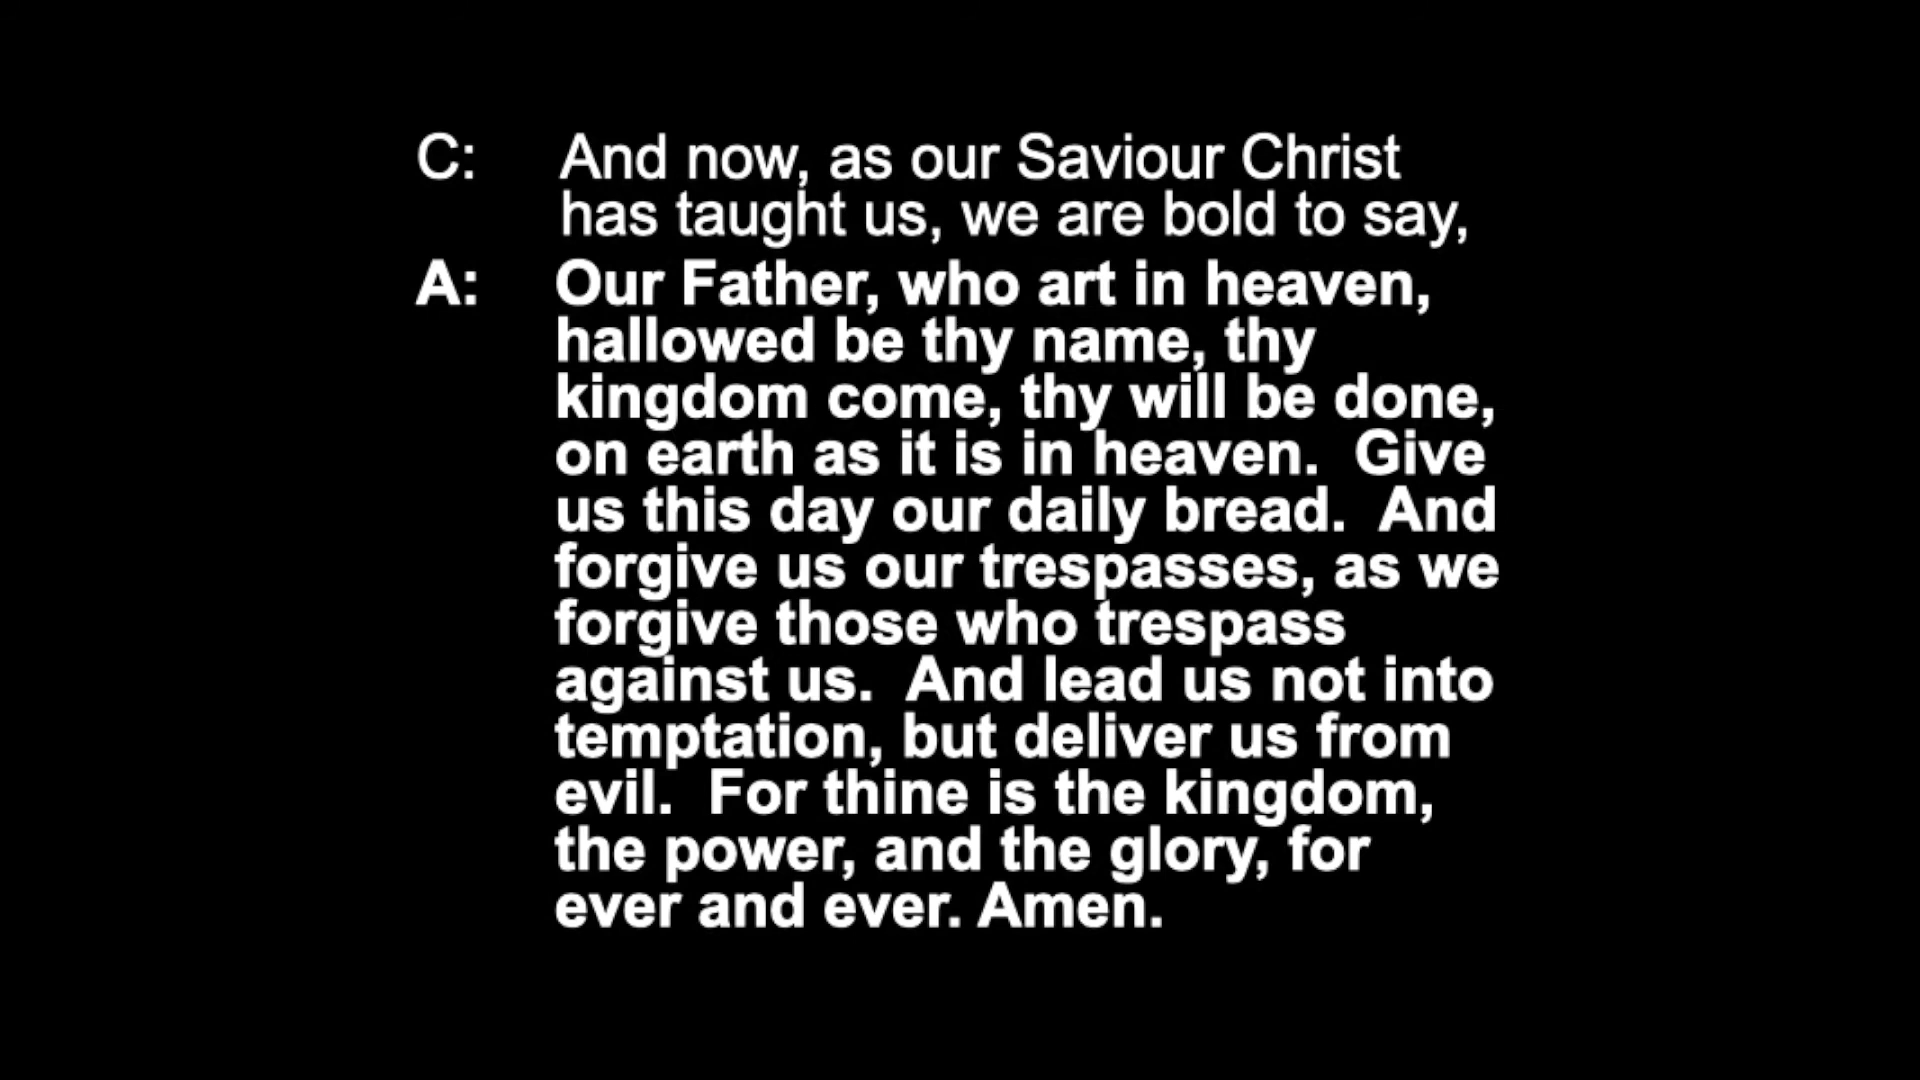 C: And now, as our Saviour Christ
has taught us, we are bold to say,
A: Our Father, who art in heaven,
hallowed be thy name, thy
kingdom come, thy will be done,
on earth as it is in heaven.  Give
us this day our daily bread.  And
forgive us our trespasses, as we
forgive those who trespass
against us.  And lead us not into
temptation, but deliver us from
evil.  For thine is the kingdom,
the power, and the glory, for
ever and ever. Amen.